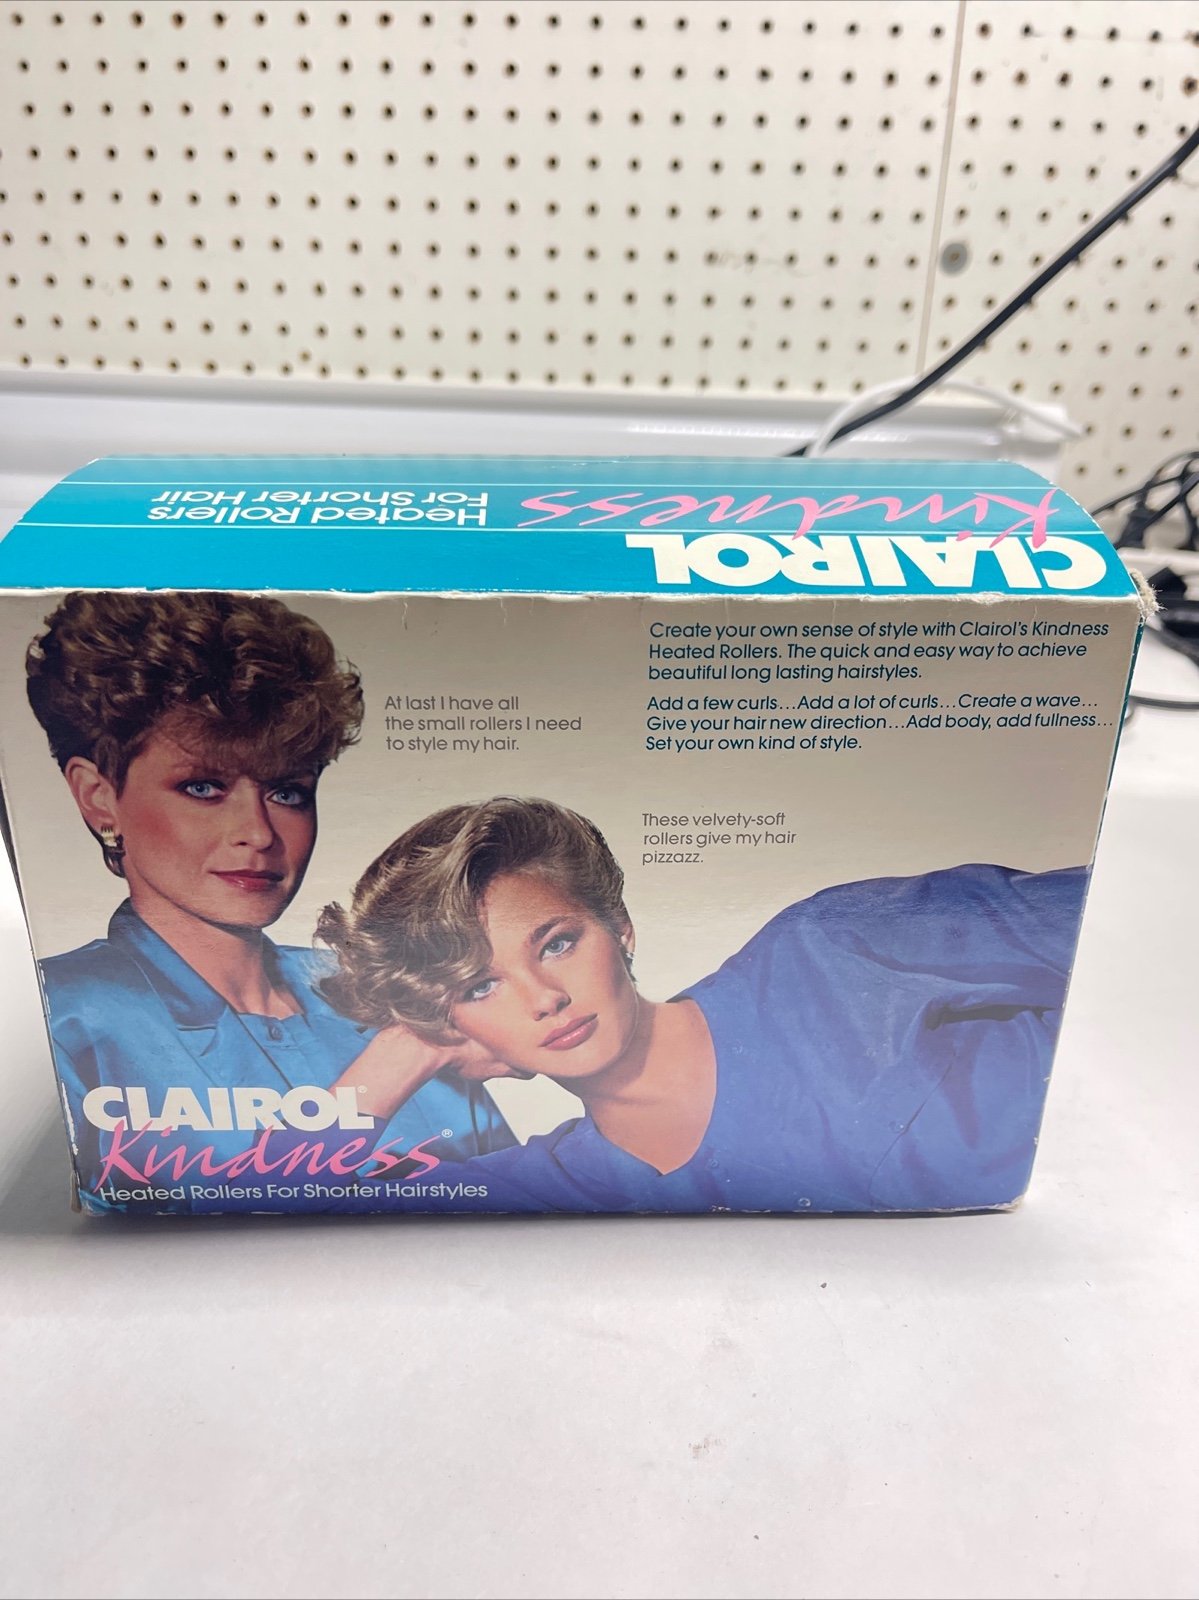 CLAIROL
Kindness
Heated Rollers
For Shorter Hair
Create your own sense of style with Clairol's Kindness
Heated Rollers. The quick and easy way to achieve
beautiful long lasting hairstyles.
Add a few curls...Add a lot of curls...Create a wave...
Give your hair new direction...Add body, add fullness...
Set your own kind of style.
At last I have all
the small rollers I need
to style my hair.
These velvety-soft
rollers give my hair
pizzazz.
CLAIROL®
Kindness®
Heated Rollers For Shorter Hairstyles